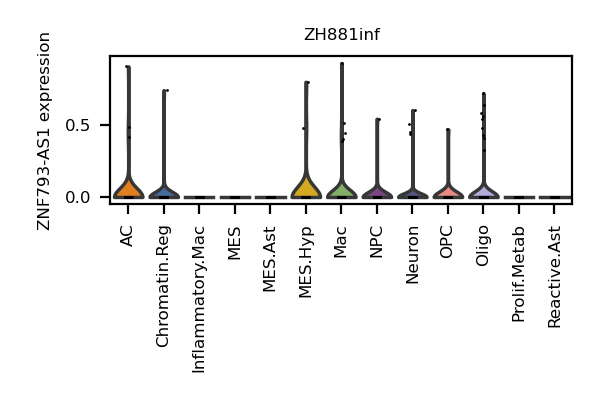 ZH881inf
ZNF793-AS1 expression
0.5
0.0
AC
Chromatin.Reg
Inflammatory.Mac
MES
MES.Ast
MES.Hyp
Mac
NPC
Neuron
OPC
Oligo
Prolif.Metab
Reactive.Ast